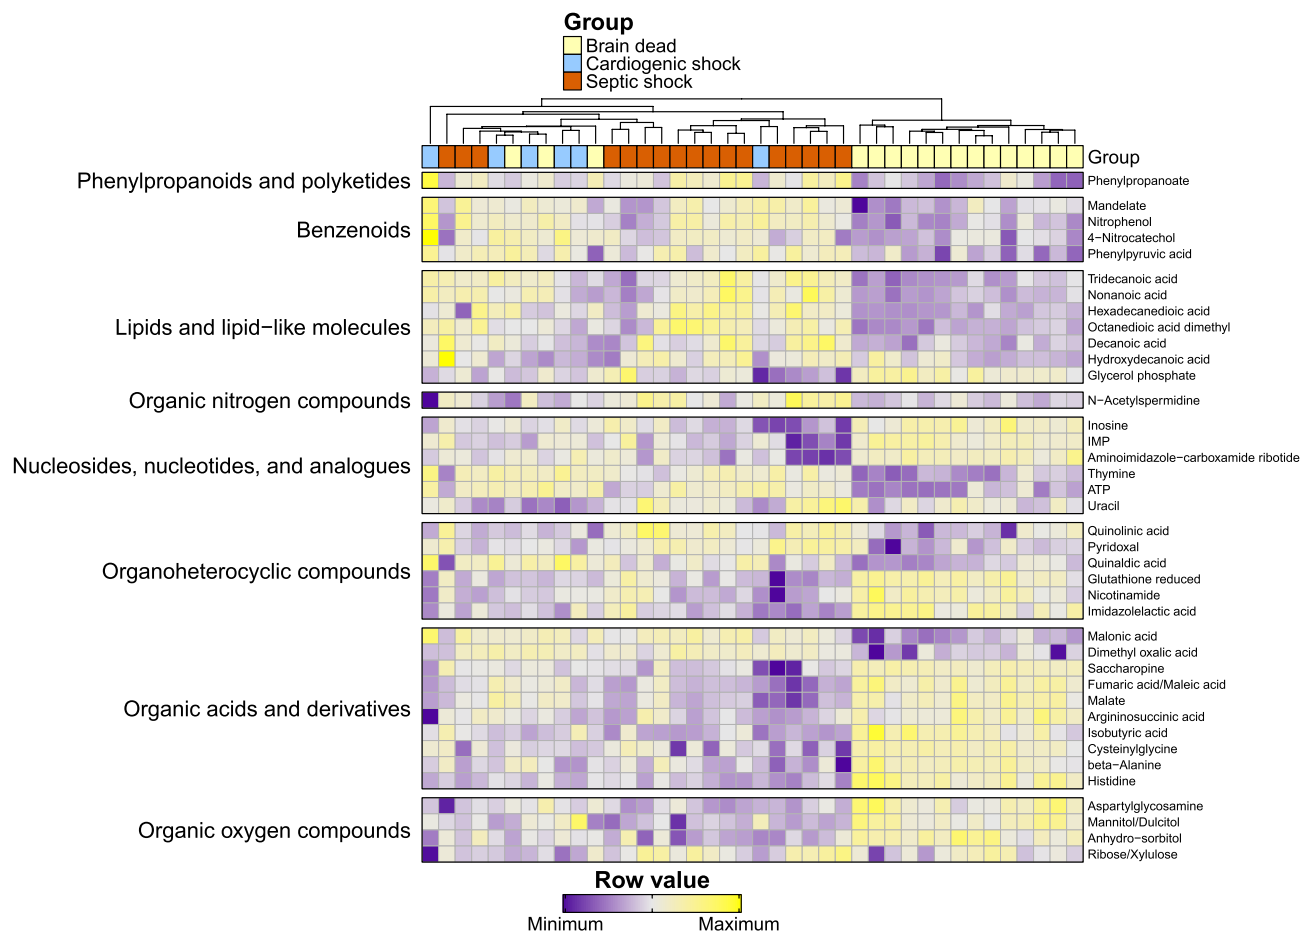 Group
Brain dead
Cardiogenic shock
Septic shock
Group
Phenylpropanoids and polyketides
Phenylpropanoate
Benzenoids
Mandelate
Nitrophenol
4−Nitrocatechol
Phenylpyruvic acid
Lipids and lipid−like molecules
Tridecanoic acid
Nonanoic acid
Hexadecanedioic acid
Octanedioic acid dimethyl
Decanoic acid
Hydroxydecanoic acid
Glycerol phosphate
Organic nitrogen compounds
N−Acetylspermidine
Nucleosides, nucleotides, and analogues
Inosine
IMP
Aminoimidazole−carboxamide ribotide
Thymine
ATP
Uracil
Organoheterocyclic compounds
Quinolinic acid
Pyridoxal
Quinaldic acid
Glutathione reduced
Nicotinamide
Imidazolelactic acid
Organic acids and derivatives
Malonic acid
Dimethyl oxalic acid
Saccharopine
Fumaric acid/Maleic acid
Malate
Argininosuccinic acid
Isobutyric acid
Cysteinylglycine
beta−Alanine
Histidine
Organic oxygen compounds
Aspartylglycosamine
Mannitol/Dulcitol
Anhydro−sorbitol
Ribose/Xylulose
Row value
Minimum
Maximum